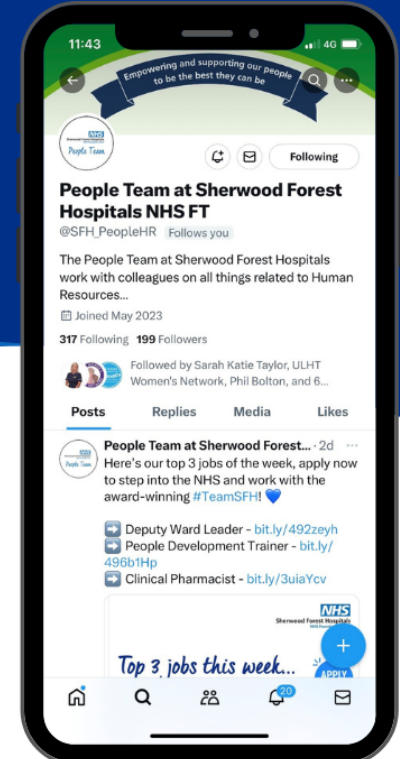 11:43
4G
Empowering and supporting our people
to be the best they can be
NHS
People Team
Following
People Team at Sherwood Forest
Hospitals NHS FT
@SFH_PeopleHR Follows you
The People Team at Sherwood Forest Hospitals
work with colleagues on all things related to Human
Resources...
Joined May 2023
317 Following 199 Followers
Followed by Sarah Katie Taylor, ULHT
Women's Network, Phil Bolton, and 6...
Posts Replies Media Likes
People Team at Sherwood Forest... · 2d
Here's our top 3 jobs of the week, apply now
to step into the NHS and work with the
award-winning #TeamSFH! 💙
➡️ Deputy Ward Leader - bit.ly/492zeyh
➡️ People Development Trainer - bit.ly/
496b1Hp
➡️ Clinical Pharmacist - bit.ly/3uiaYcv
NHS
Sherwood Forest Hospitals
Top 3 jobs this week...
APPLY
20